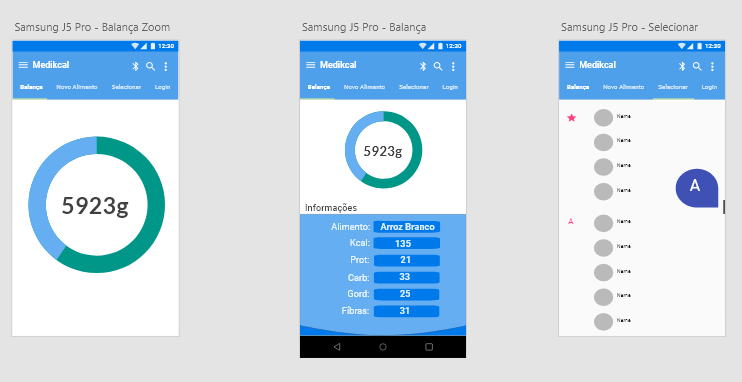 Samsung J5 Pro - Balança Zoom
12:30
Medikcal
Balança Novo Alimento Selecionar Login
5923g
Samsung J5 Pro - Balança
12:30
Medikcal
Balança Novo Alimento Selecionar Login
5923g
Informações
Alimento: Arroz Branco
Kcal: 135
Prot: 21
Carb: 33
Gord: 25
Fibras: 31
Samsung J5 Pro - Selecionar
12:30
Medikcal
Balança Novo Alimento Selecionar Login
Name
Name
Name
Name
A
A Name
Name
Name
Name
Name